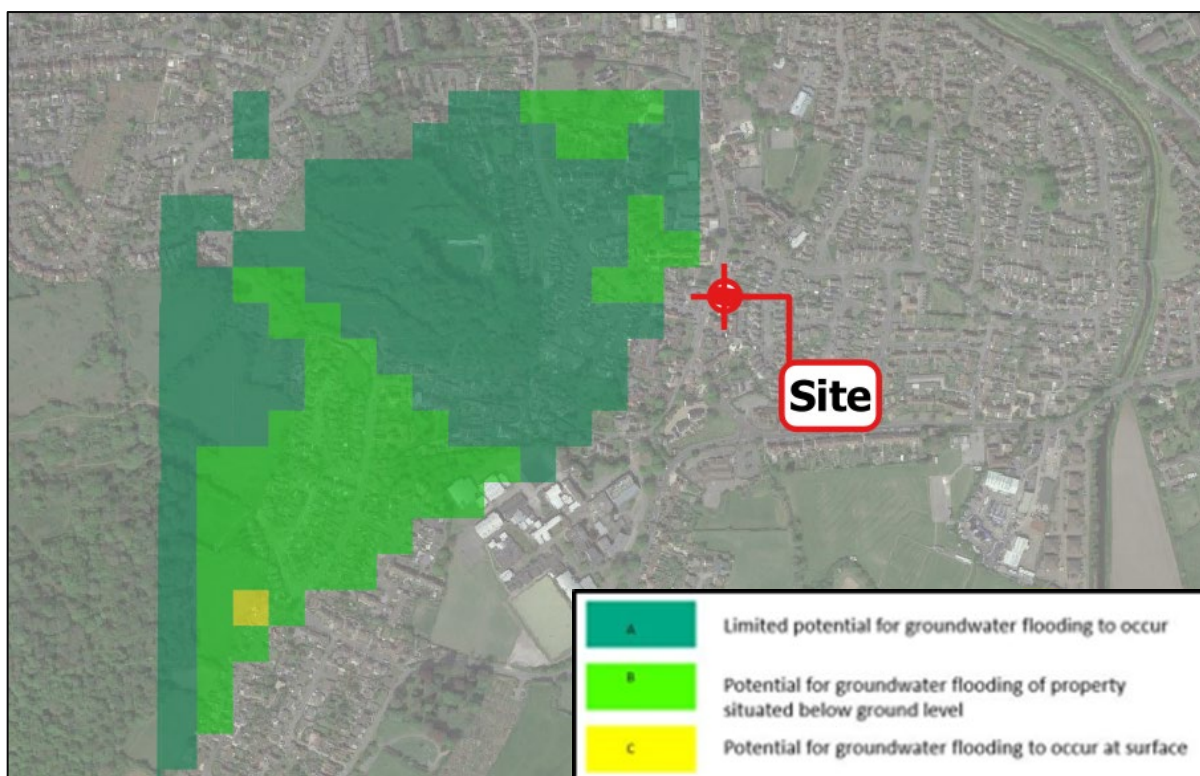 Site
A
Limited potential for groundwater flooding to occur
B
Potential for groundwater flooding of property
situated below ground level
C
Potential for groundwater flooding to occur at surface